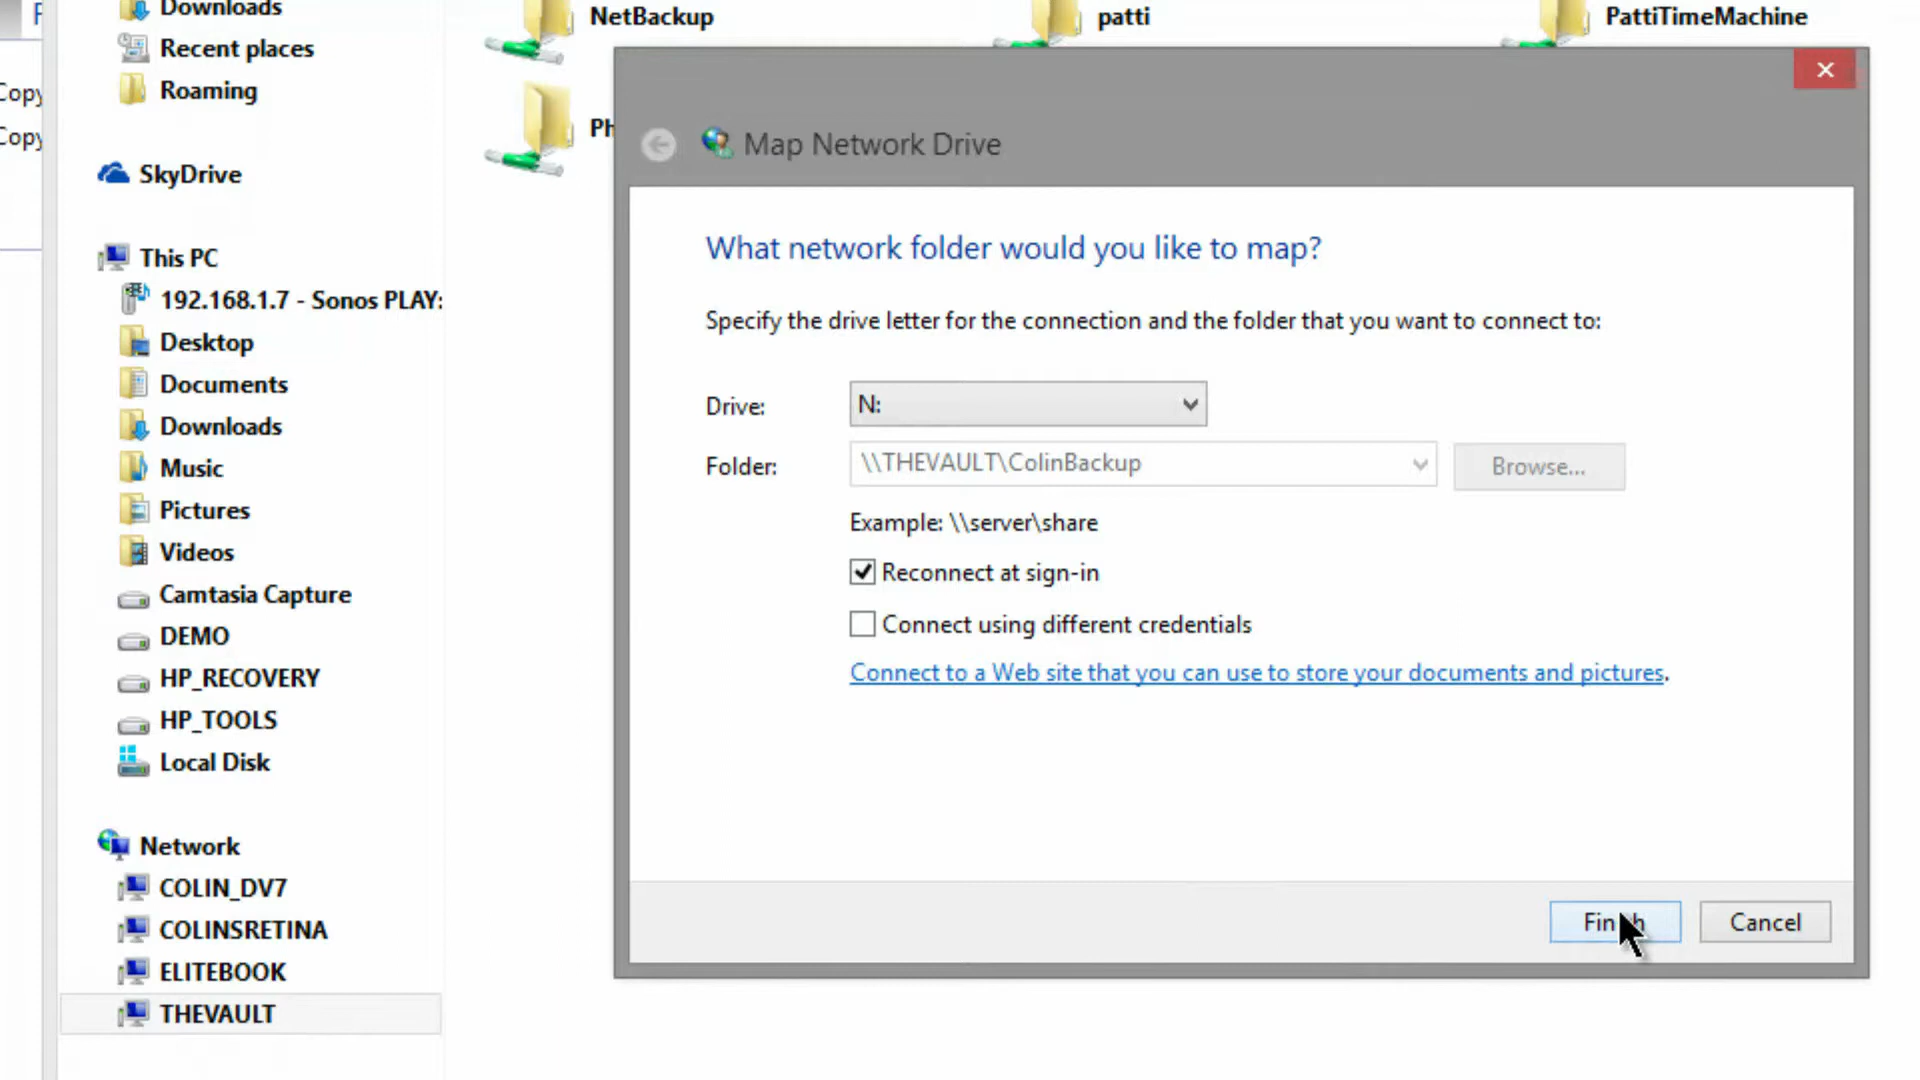 Downloads
Recent places
Roaming
SkyDrive
This PC
192.168.1.7 - Sonos PLAY:
Desktop
Documents
Downloads
Music
Pictures
Videos
Camtasia Capture
DEMO
HP_RECOVERY
HP_TOOLS
Local Disk
Network
COLIN_DV7
COLINSRETINA
ELITEBOOK
THEVAULT
Copy
Copy
NetBackup
patti
PattiTimeMachine
Map Network Drive
What network folder would you like to map?
Specify the drive letter for the connection and the folder that you want to connect to:
Drive: N:
Folder: \\THEVAULT\ColinBackup Browse...
Example: \\server\share
Reconnect at sign-in
Connect using different credentials
Connect to a Web site that you can use to store your documents and pictures.
Finish Cancel